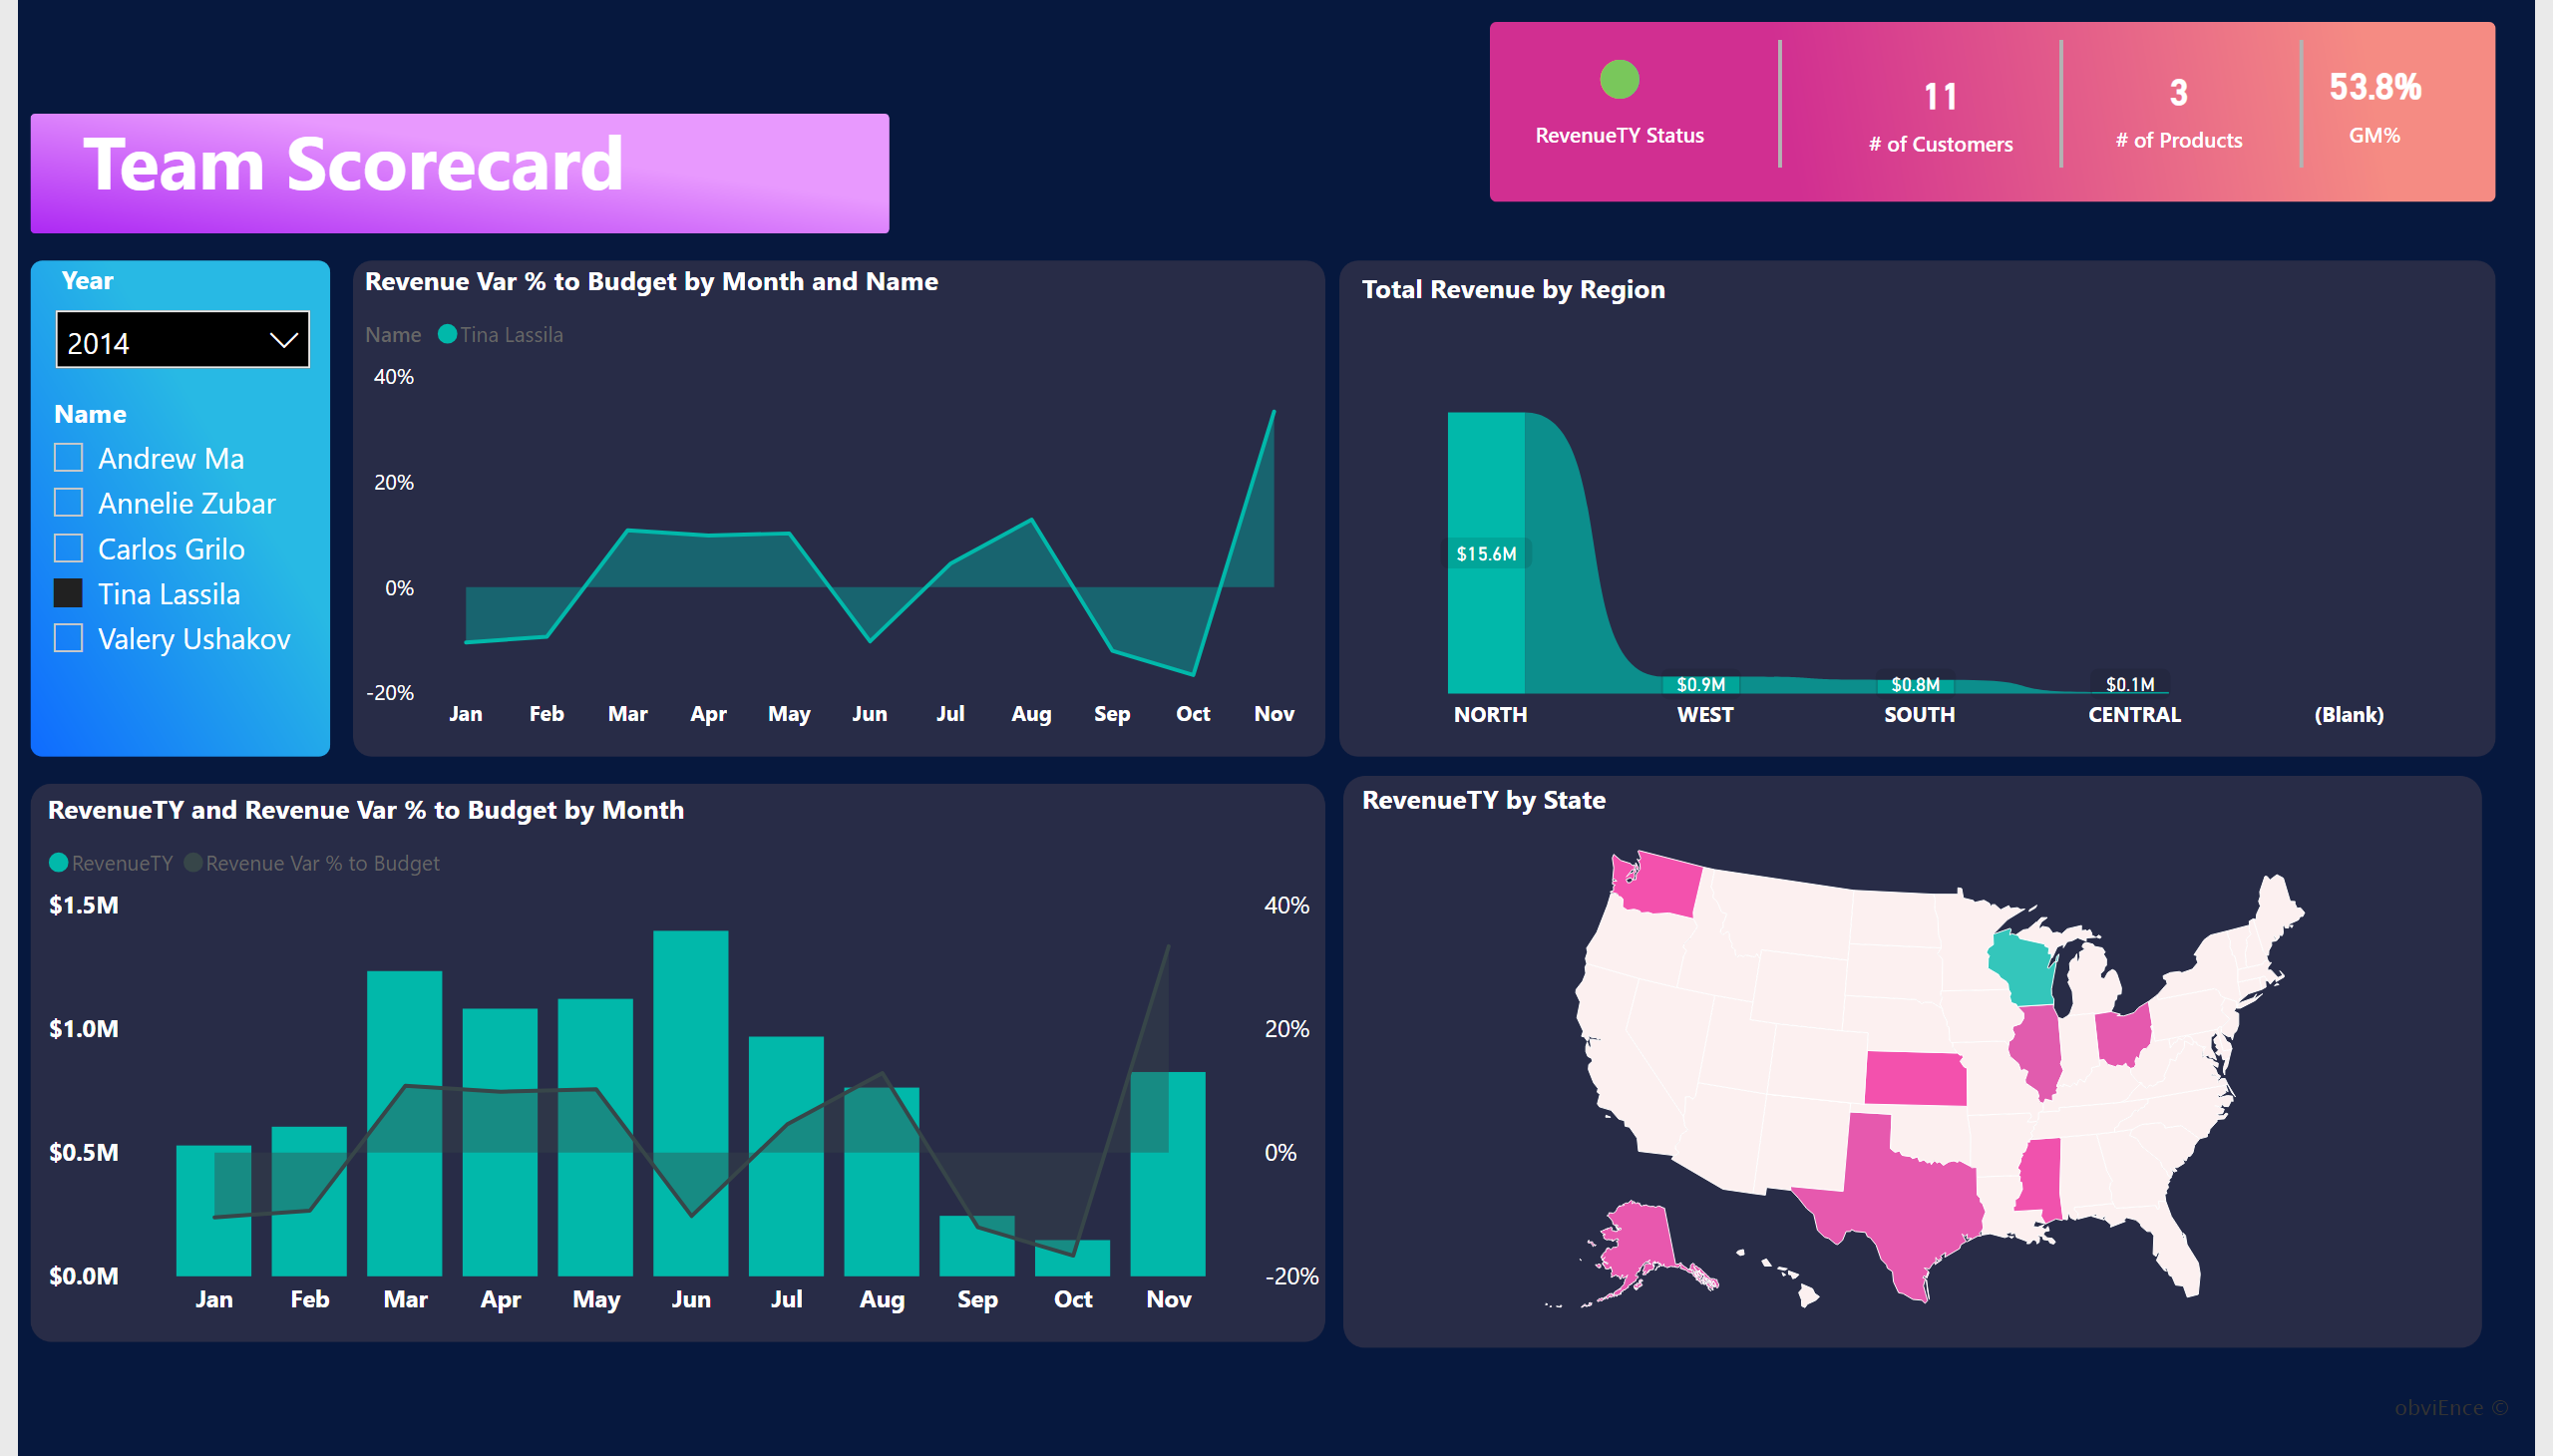 Team Scorecard
RevenueTY Status
11
# of Customers
3
# of Products
53.8%
GM%
Year
2014
Name
Andrew Ma
Annelie Zubar
Carlos Grilo
Tina Lassila
Valery Ushakov
Revenue Var % to Budget by Month and Name
Name Tina Lassila
40%
20%
0%
-20%
Jan Feb Mar Apr May Jun Jul Aug Sep Oct Nov
Total Revenue by Region
$15.6M
$0.9M $0.8M $0.1M
NORTH WEST SOUTH CENTRAL (Blank)
RevenueTY and Revenue Var % to Budget by Month
RevenueTY Revenue Var % to Budget
$1.5M 40%
$1.0M 20%
$0.5M 0%
$0.0M -20%
Jan Feb Mar Apr May Jun Jul Aug Sep Oct Nov
RevenueTY by State
obviEnce ©